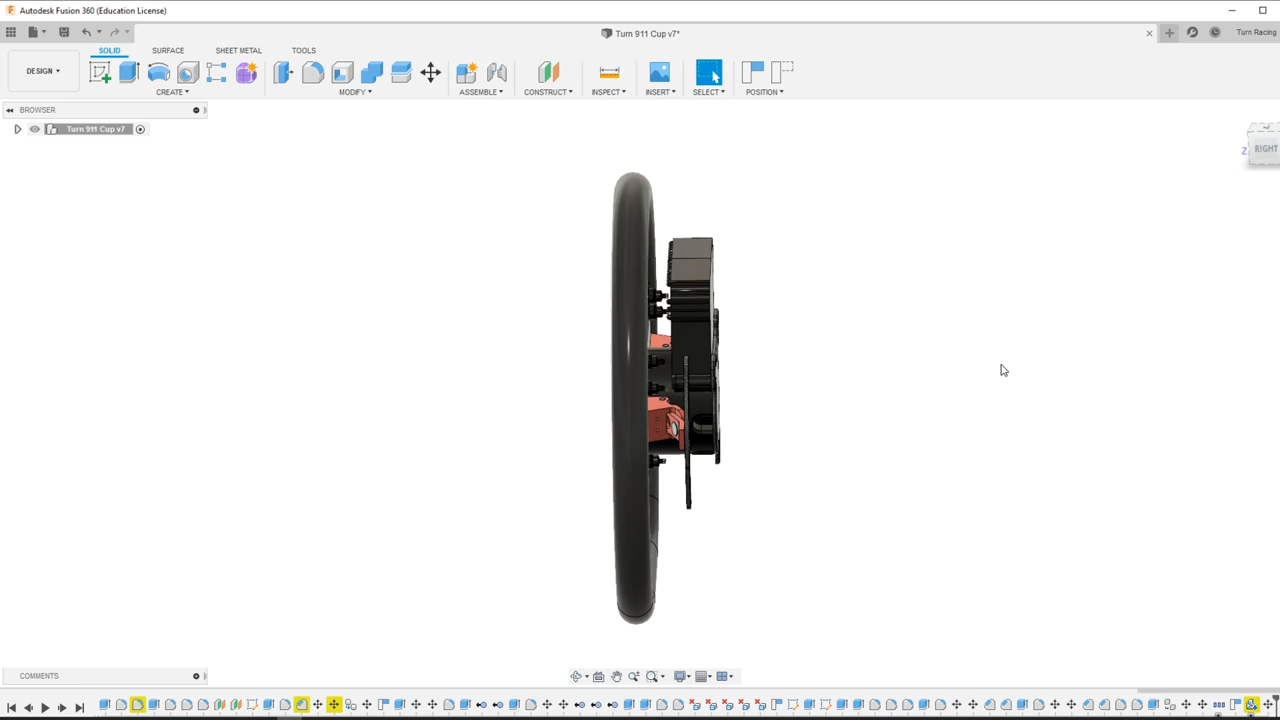 Autodesk Fusion 360 (Education License)
Turn 911 Cup v7*
Turn Racing
SOLID SURFACE SHEET METAL TOOLS
DESIGN
CREATE MODIFY ASSEMBLE CONSTRUCT INSPECT INSERT SELECT POSITION
BROWSER
Turn 911 Cup v7
Z RIGHT
COMMENTS